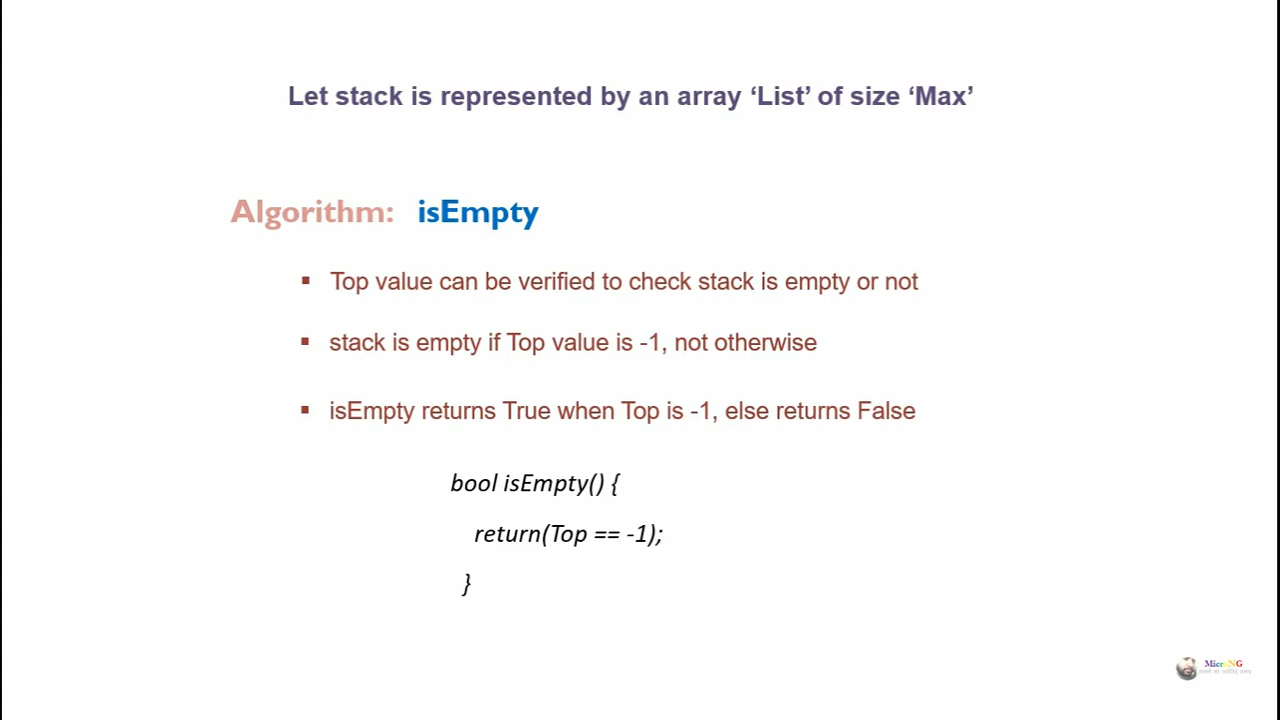 Let stack is represented by an array ‘List’ of size ‘Max’
Algorithm: isEmpty
▪ Top value can be verified to check stack is empty or not
▪ stack is empty if Top value is -1, not otherwise
▪ isEmpty returns True when Top is -1, else returns False
bool isEmpty() {
return(Top == -1);
}
MicroNG